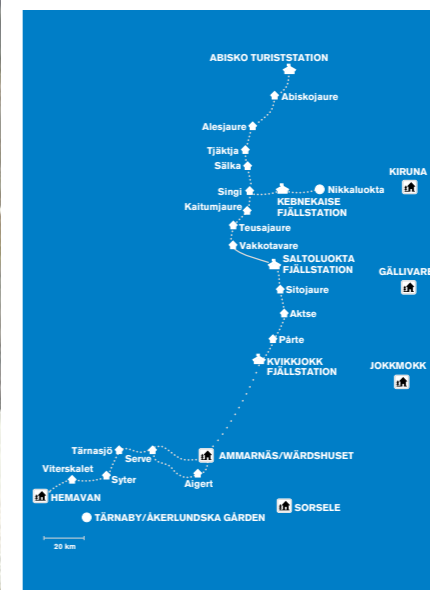 ABISKO TURISTSTATION
Abiskojaure
Alesjaure
Tjäktja
Sälka
KIRUNA
Singi
Nikkaluokta
KEBNEKAISE
FJÄLLSTATION
Kaitumjaure
Teusajaure
Vakkotavare
SALTOLUOKTA
FJÄLLSTATION
GÄLLIVARE
Sitojaure
Aktse
Pårte
KVIKKJOKK
FJÄLLSTATION
JOKKMOKK
Tärnasjö
Serve
AMMARNÄS/WÄRDSHUSET
Viterskalet
Syter
Aigert
HEMAVAN
SORSELE
TÄRNABY/ÅKERLUNDSKA GÅRDEN
20 km